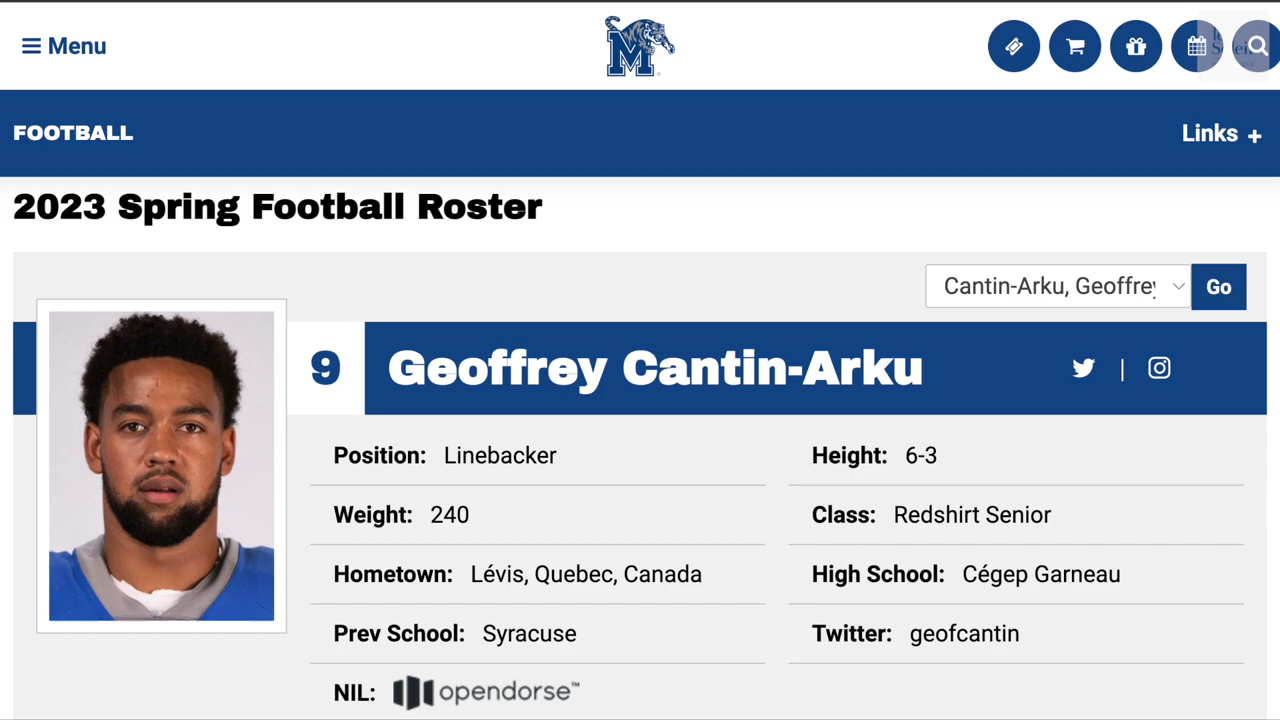 Menu
M
FOOTBALL
Links +
2023 Spring Football Roster
Cantin-Arku, Geoffrey
Go
9
Geoffrey Cantin-Arku
Position: Linebacker
Height: 6-3
Weight: 240
Class: Redshirt Senior
Hometown: Lévis, Quebec, Canada
High School: Cégep Garneau
Prev School: Syracuse
Twitter: geofcantin
NIL: opendorse™